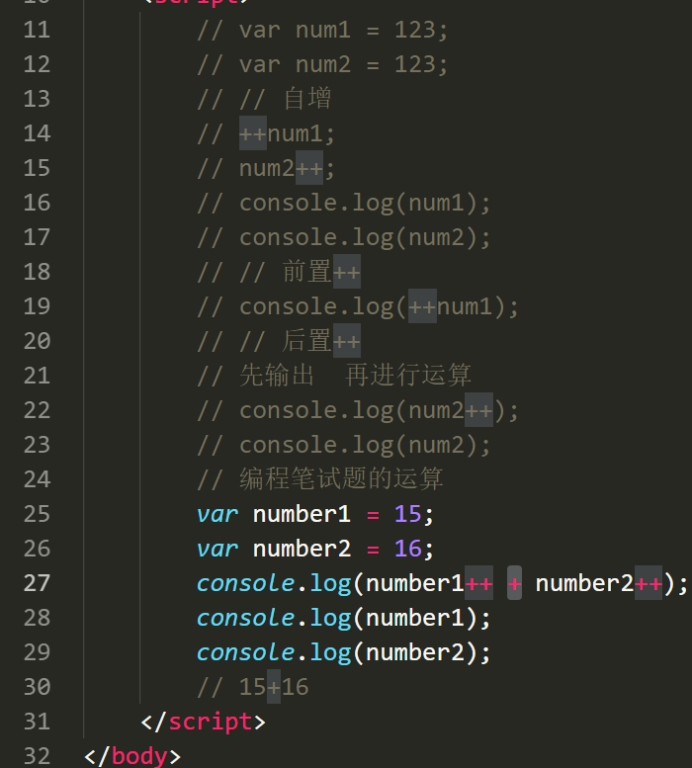 10 <script>
11 // var num1 = 123;
12 // var num2 = 123;
13 // // 自增
14 // ++num1;
15 // num2++;
16 // console.log(num1);
17 // console.log(num2);
18 // // 前置++
19 // console.log(++num1);
20 // // 后置++
21 // 先输出  再进行运算
22 // console.log(num2++);
23 // console.log(num2);
24 // 编程笔试题的运算
25 var number1 = 15;
26 var number2 = 16;
27 console.log(number1++ + number2++);
28 console.log(number1);
29 console.log(number2);
30 // 15+16
31 </script>
32 </body>